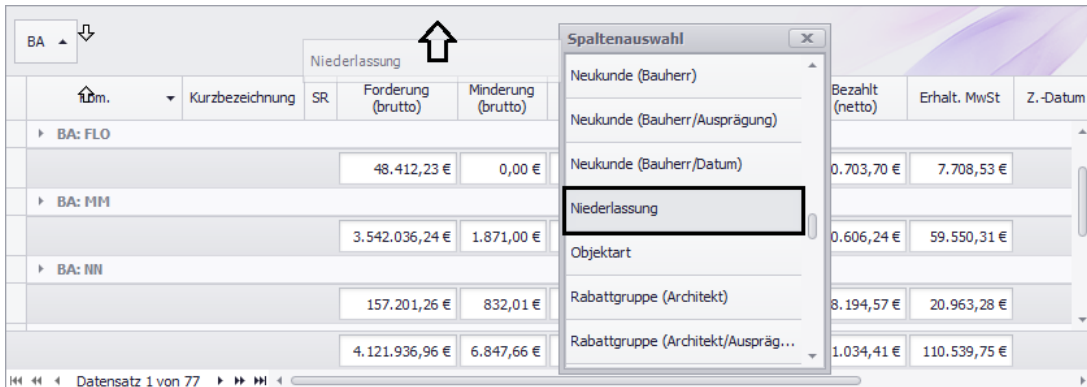 BA
Niederlassung
Kurzbezeichnung
SR
Forderung
(brutto)
Minderung
(brutto)
Bezahlt
(netto)
Erhalt. MwSt
Z.-Datum
BA: FLO
48.412,23 €
0,00 €
0.703,70 €
7.708,53 €
BA: MM
3.542.036,24 €
1.871,00 €
0.606,24 €
59.550,31 €
BA: NN
157.201,26 €
832,01 €
8.194,57 €
20.963,28 €
4.121.936,96 €
6.847,66 €
1.034,41 €
110.539,75 €
Datensatz 1 von 77
Spaltenauswahl
Neukunde (Bauherr)
Neukunde (Bauherr/Ausprägung)
Neukunde (Bauherr/Datum)
Niederlassung
Objektart
Rabattgruppe (Architekt)
Rabattgruppe (Architekt/Auspräg...